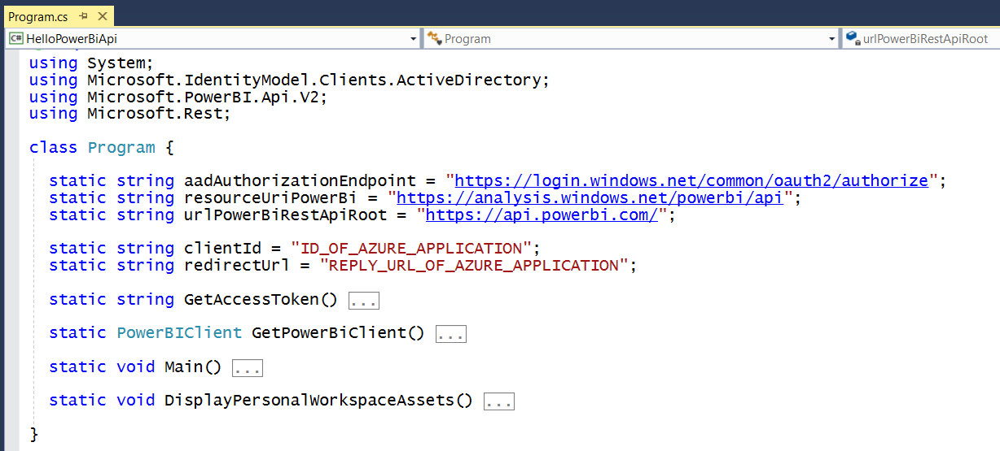 Program.cs
C# HelloPowerBiApi Program urlPowerBiRestApiRoot
using System;
using Microsoft.IdentityModel.Clients.ActiveDirectory;
using Microsoft.PowerBI.Api.V2;
using Microsoft.Rest;
class Program {
static string aadAuthorizationEndpoint = "https://login.windows.net/common/oauth2/authorize";
static string resourceUriPowerBi = "https://analysis.windows.net/powerbi/api";
static string urlPowerBiRestApiRoot = "https://api.powerbi.com/";
static string clientId = "ID_OF_AZURE_APPLICATION";
static string redirectUrl = "REPLY_URL_OF_AZURE_APPLICATION";
static string GetAccessToken() ...
static PowerBIClient GetPowerBiClient() ...
static void Main() ...
static void DisplayPersonalWorkspaceAssets() ...
}